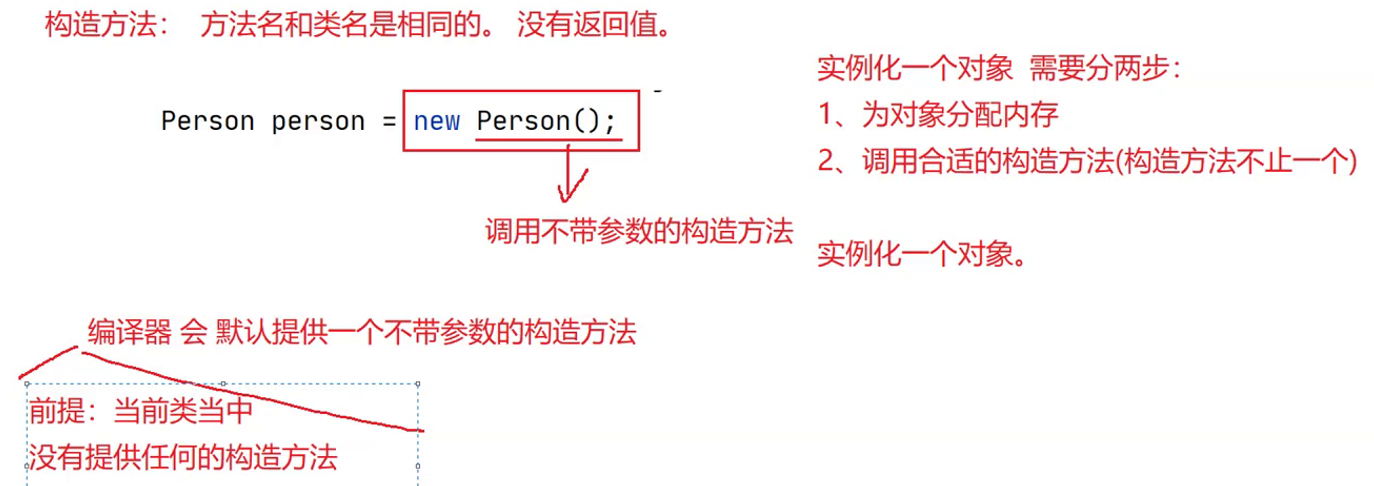 构造方法： 方法名和类名是相同的。 没有返回值。
Person person = new Person();
调用不带参数的构造方法
实例化一个对象 需要分两步：
1、为对象分配内存
2、调用合适的构造方法(构造方法不止一个)
实例化一个对象。
编译器 会 默认提供一个不带参数的构造方法
前提：当前类当中
没有提供任何的构造方法